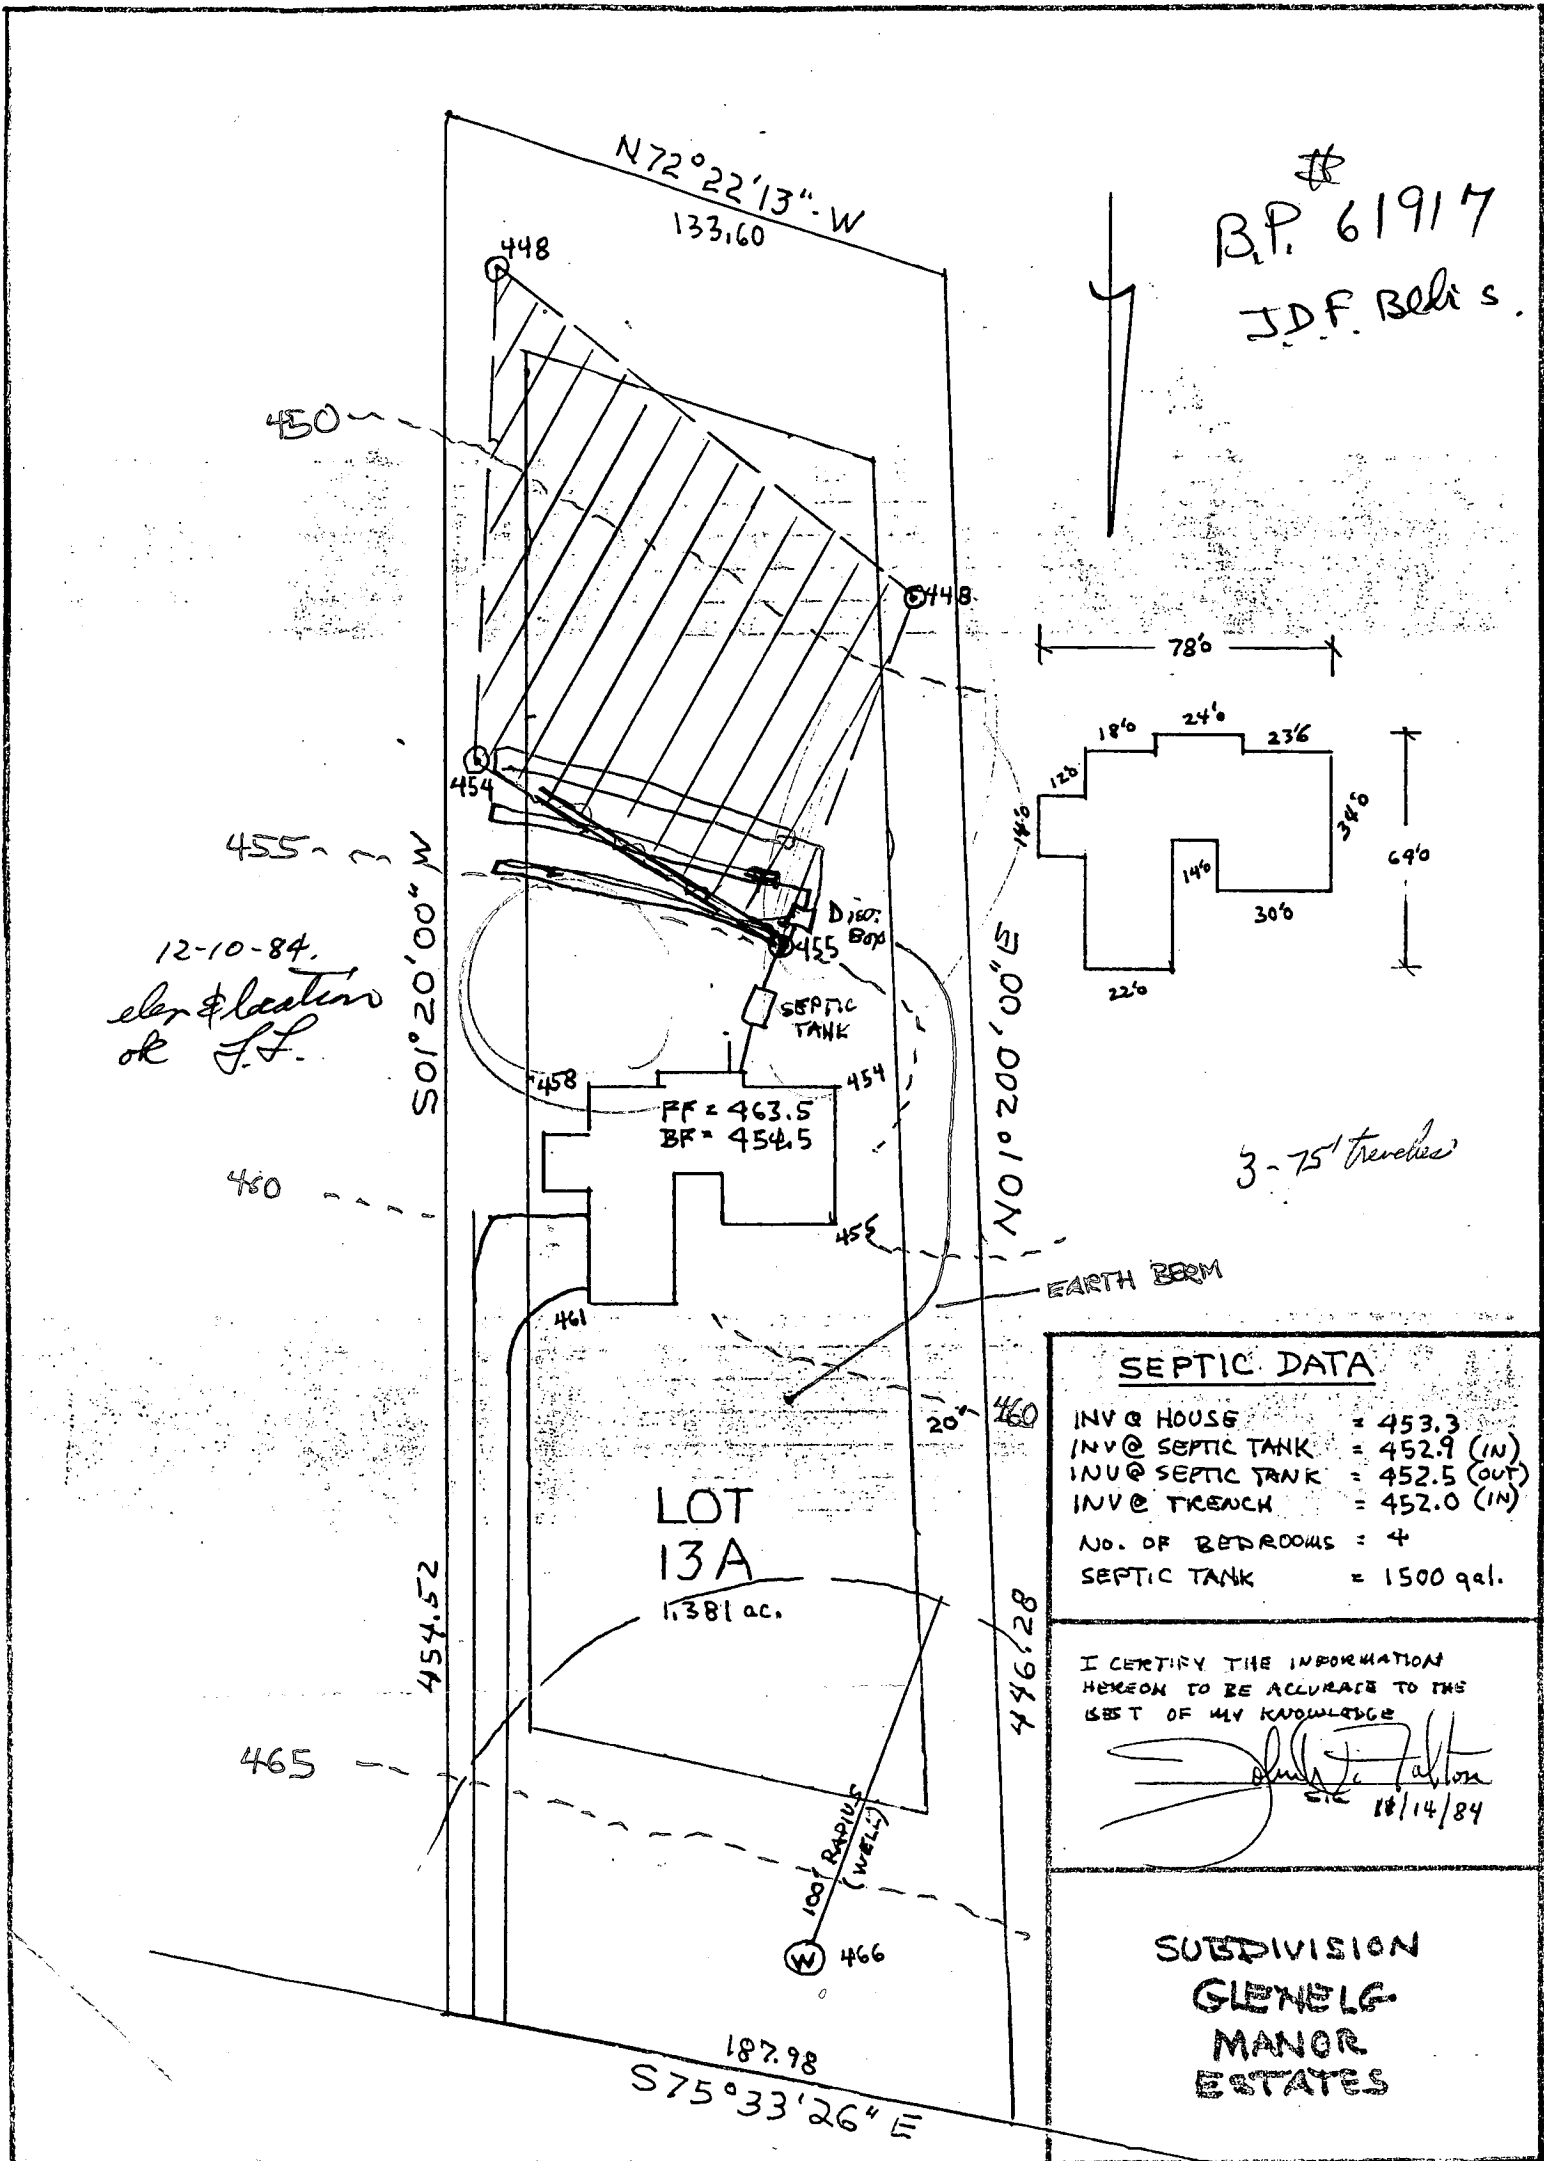 N72°22'13"-W
133.60
#
B.P. 61917
J.D.F.
448
450
448
78'0
18'0
24'0
23'6
12'0
14'0
34'0
69'0
14'0
30'0
22'0
454
455
Box
455
S01°20'00" W
12-10-84.
elev & location
ok
SEPTIC
TANK
N01°200'00"E
458
454
FF = 463.5
BF = 454.5
3-75' trenches
461
EARTH BERM
460
20'
LOT
13A
1.381 ac.
454.52
446.28
465
100' RADIUS
(WELL)
W
466
187.98
S75°33'26" E
SEPTIC DATA
INV @ HOUSE = 453.3
INV @ SEPTIC TANK = 452.9 (IN)
INV @ SEPTIC TANK = 452.5 (OUT)
INV @ TRENCH = 452.0 (IN)
NO. OF BEDROOMS = 4
SEPTIC TANK = 1500 gal.
I CERTIFY THE INFORMATION
HEREON TO BE ACCURATE TO THE
BEST OF MY KNOWLEDGE
/14/84
SUBDIVISION
GLENELG
MANOR
ESTATES